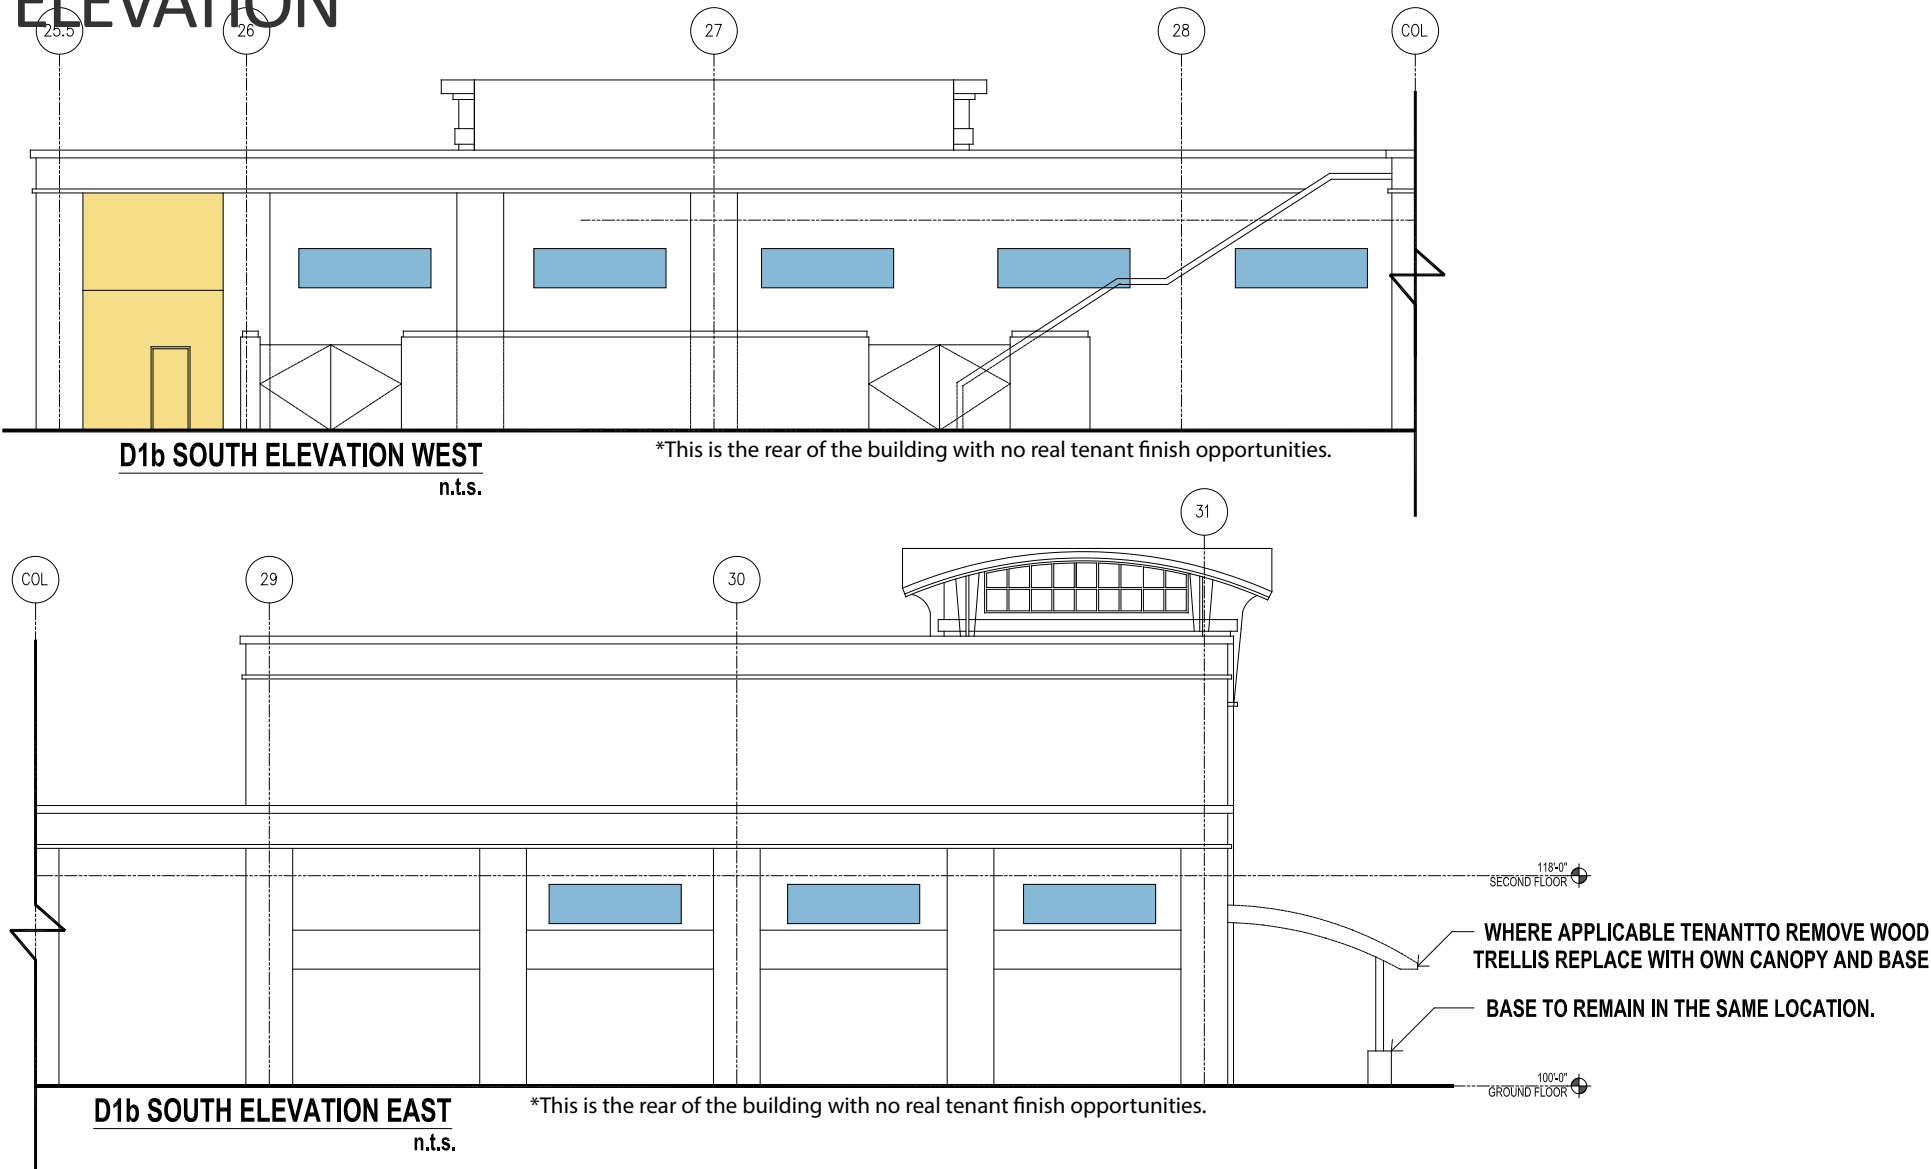 ELEVATION
25.5
26
27
28
COL
D1b SOUTH ELEVATION WEST
n.t.s.
*This is the rear of the building with no real tenant finish opportunities.
31
COL
29
30
118'-0"
SECOND FLOOR
WHERE APPLICABLE TENANTTO REMOVE WOOD
TRELLIS REPLACE WITH OWN CANOPY AND BASE
BASE TO REMAIN IN THE SAME LOCATION.
100'-0"
GROUND FLOOR
D1b SOUTH ELEVATION EAST
n.t.s.
*This is the rear of the building with no real tenant finish opportunities.